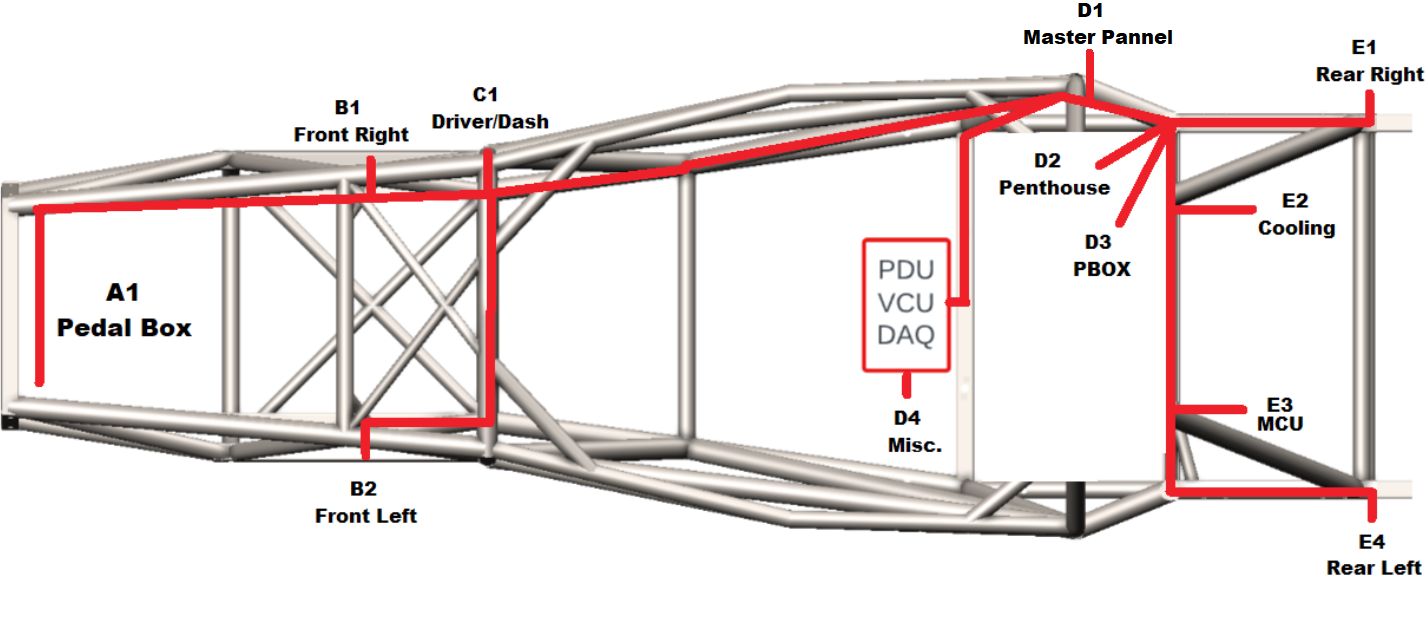 D1
Master Pannel
E1
Rear Right
C1
Driver/Dash
B1
Front Right
D2
Penthouse
E2
Cooling
D3
PBOX
PDU
VCU
DAQ
A1
Pedal Box
E3
MCU
D4
Misc.
B2
Front Left
E4
Rear Left